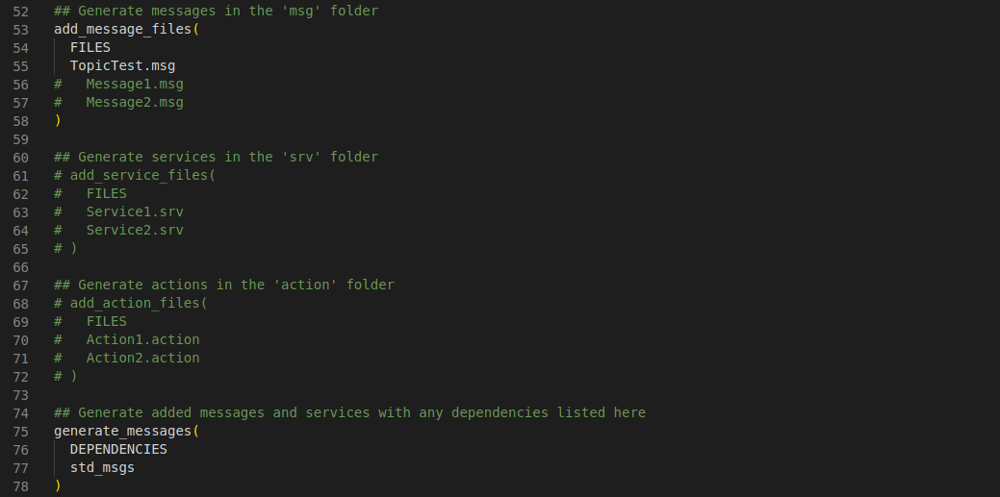 52 ## Generate messages in the 'msg' folder
53 add_message_files(
54   FILES
55   TopicTest.msg
56 #   Message1.msg
57 #   Message2.msg
58 )
59
60 ## Generate services in the 'srv' folder
61 # add_service_files(
62 #   FILES
63 #   Service1.srv
64 #   Service2.srv
65 # )
66
67 ## Generate actions in the 'action' folder
68 # add_action_files(
69 #   FILES
70 #   Action1.action
71 #   Action2.action
72 # )
73
74 ## Generate added messages and services with any dependencies listed here
75 generate_messages(
76   DEPENDENCIES
77   std_msgs
78 )